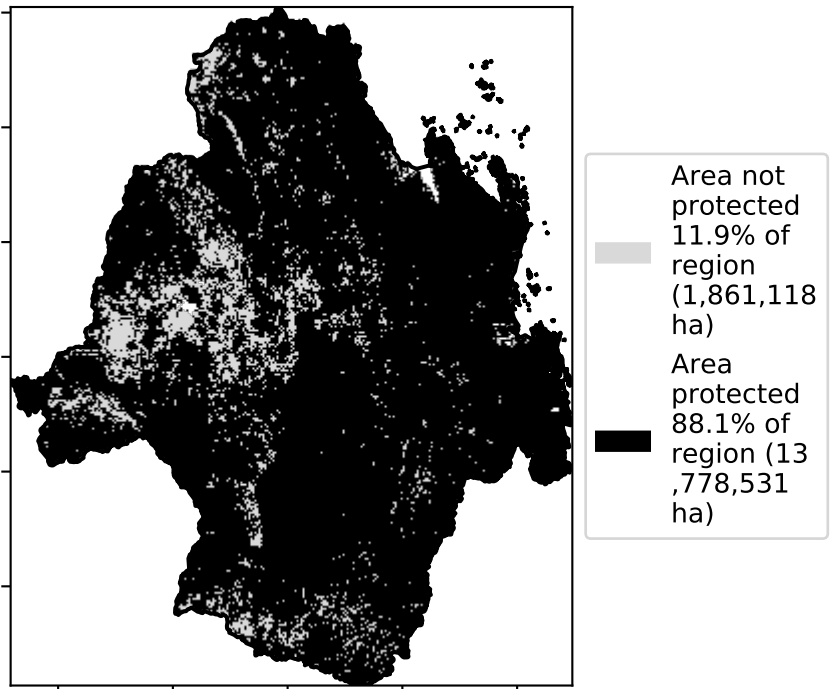 Area not
protected
11.9% of
region
(1,861,118
ha)
Area
protected
88.1% of
region (13
,778,531
ha)